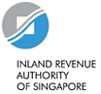 INLAND REVENUE
AUTHORITY
OF SINGAPORE